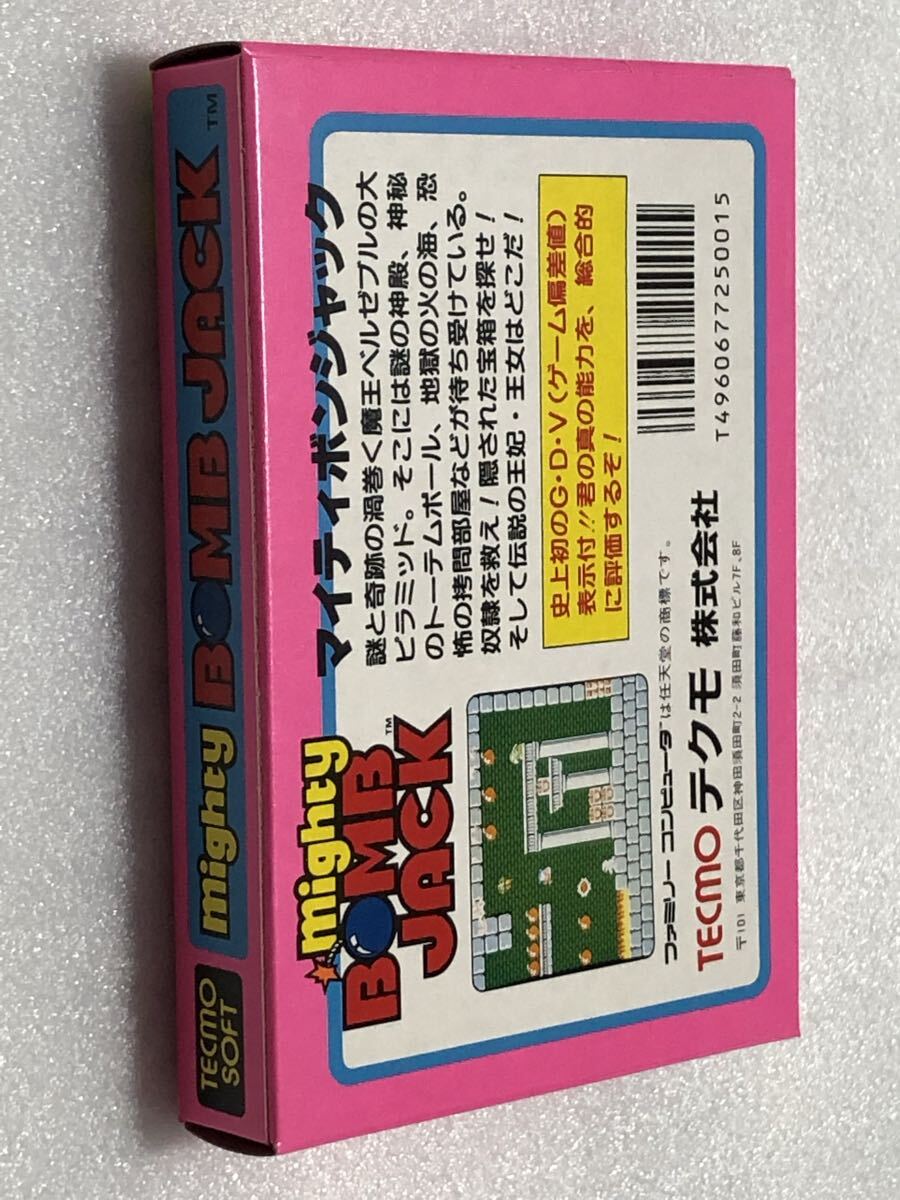 TECMO
SOFT
mighty BOMB JACK ™
mighty
BOMB
JACK ™
マイティボンジャック
謎と奇跡の渦巻く魔王ベルゼブルの大
ピラミッド。そこには謎の神殿、神秘
のトーテムポール、地獄の火の海、恐
怖の拷問部屋などが待ち受けている。
奴隷を救え!隠された宝箱を探せ!
そして伝説の王妃・王女はどこだ!
史上初のG・D・V(ゲーム偏差値)
表示付!!君の真の能力を、総合的
に評価するぞ!
ファミリーコンピュータ™は任天堂の商標です。
TECMO テクモ 株式会社
〒101 東京都千代田区神田須田町2-2 須田町藤和ビル7F、8F
T4960677250015